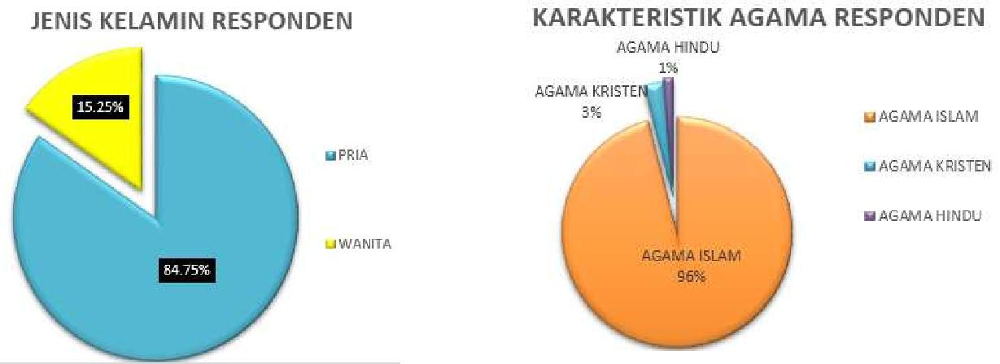 JENIS KELAMIN RESPONDEN
15.25%
84.75%
PRIA
WANITA
KARAKTERISTIK AGAMA RESPONDEN
AGAMA HINDU
1%
AGAMA KRISTEN
3%
AGAMA ISLAM
96%
AGAMA ISLAM
AGAMA KRISTEN
AGAMA HINDU